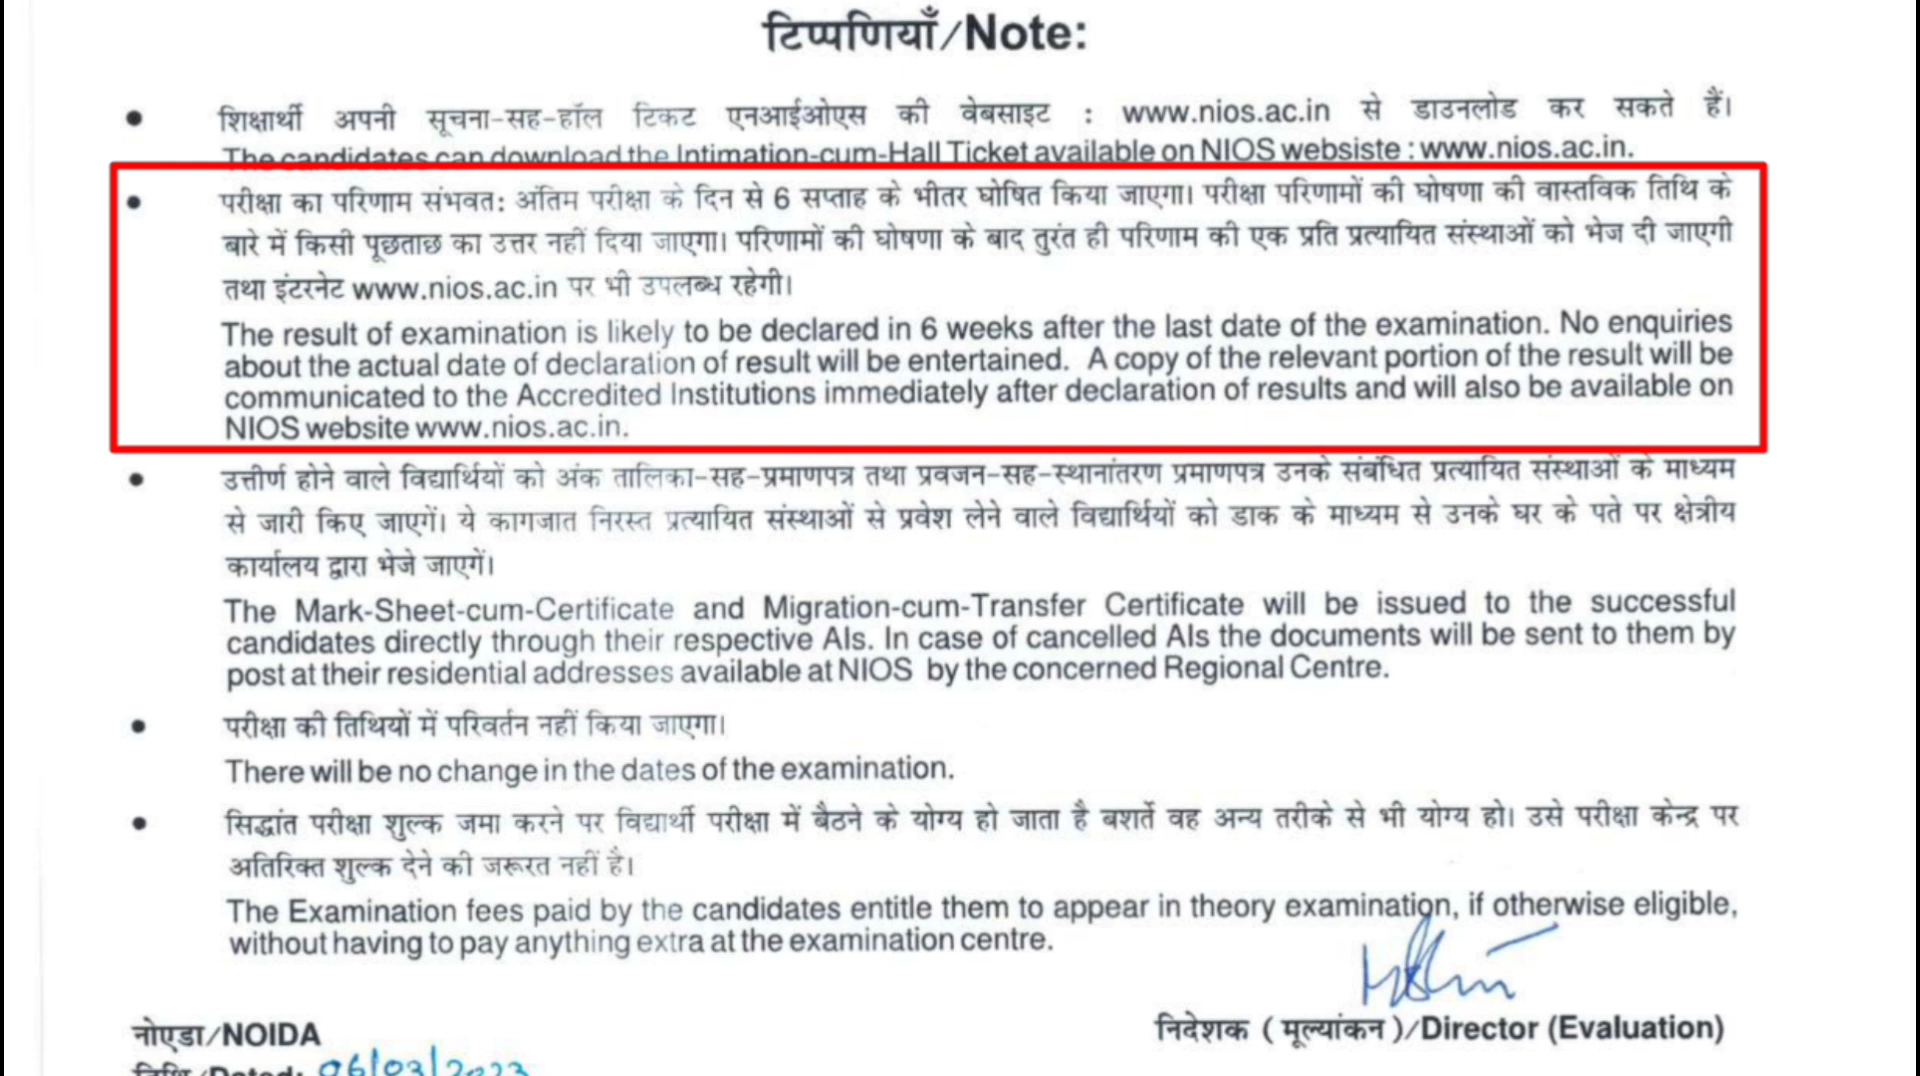 टिप्पणियाँ/Note:
• शिक्षार्थी अपनी सूचना-सह-हॉल टिकट एनआईओएस की वेबसाइट : www.nios.ac.in से डाउनलोड कर सकते हैं।
The candidates can download the Intimation-cum-Hall Ticket available on NIOS websiste : www.nios.ac.in.
• परीक्षा का परिणाम संभवत: अंतिम परीक्षा के दिन से 6 सप्ताह के भीतर घोषित किया जाएगा। परीक्षा परिणामों की घोषणा की वास्तविक तिथि के
बारे में किसी पूछताछ का उत्तर नहीं दिया जाएगा। परिणामों की घोषणा के बाद तुरंत ही परिणाम की एक प्रति प्रत्यायित संस्थाओं को भेज दी जाएगी
तथा इंटरनेट www.nios.ac.in पर भी उपलब्ध रहेगी।
The result of examination is likely to be declared in 6 weeks after the last date of the examination. No enquiries
about the actual date of declaration of result will be entertained. A copy of the relevant portion of the result will be
communicated to the Accredited Institutions immediately after declaration of results and will also be available on
NIOS website www.nios.ac.in.
• उत्तीर्ण होने वाले विद्यार्थियों को अंक तालिका-सह-प्रमाणपत्र तथा प्रवजन-सह-स्थानांतरण प्रमाणपत्र उनके संबंधित प्रत्यायित संस्थाओं के माध्यम
से जारी किए जाएगें। ये कागजात निरस्त प्रत्यायित संस्थाओं से प्रवेश लेने वाले विद्यार्थियों को डाक के माध्यम से उनके घर के पते पर क्षेत्रीय
कार्यालय द्वारा भेजे जाएगें।
The Mark-Sheet-cum-Certificate and Migration-cum-Transfer Certificate will be issued to the successful
candidates directly through their respective AIs. In case of cancelled AIs the documents will be sent to them by
post at their residential addresses available at NIOS by the concerned Regional Centre.
• परीक्षा की तिथियों में परिवर्तन नहीं किया जाएगा।
There will be no change in the dates of the examination.
• सिद्धांत परीक्षा शुल्क जमा करने पर विद्यार्थी परीक्षा में बैठने के योग्य हो जाता है बशर्ते वह अन्य तरीके से भी योग्य हो। उसे परीक्षा केन्द्र पर
अतिरिक्त शुल्क देने की जरूरत नहीं है।
The Examination fees paid by the candidates entitle them to appear in theory examination, if otherwise eligible,
without having to pay anything extra at the examination centre.
निदेशक ( मूल्यांकन )/Director (Evaluation)
नोएडा/NOIDA
तिथि/Dated: 06/03/2023